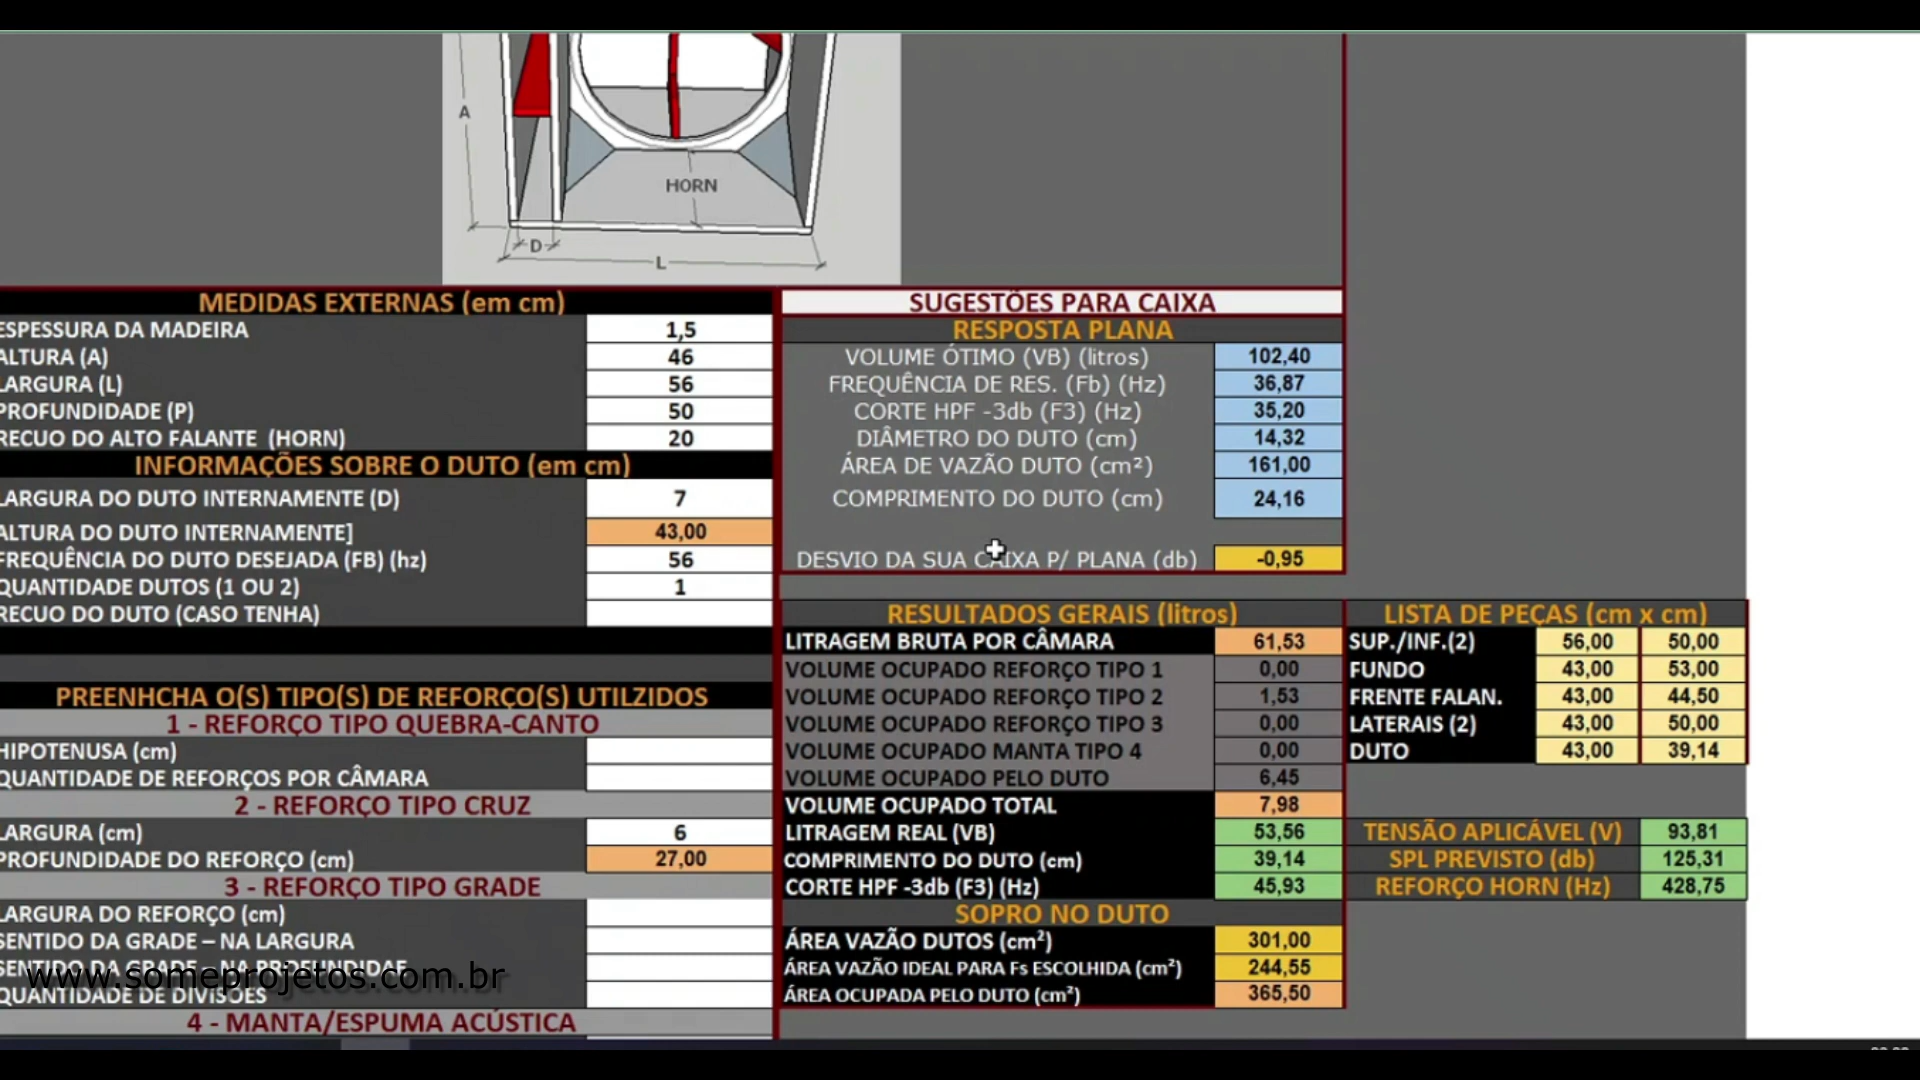 A
HORN
D
L
MEDIDAS EXTERNAS (em cm)
ESPESSURA DA MADEIRA 1,5
ALTURA (A) 46
LARGURA (L) 56
PROFUNDIDADE (P) 50
RECUO DO ALTO FALANTE (HORN) 20
INFORMAÇÕES SOBRE O DUTO (em cm)
LARGURA DO DUTO INTERNAMENTE (D) 7
ALTURA DO DUTO INTERNAMENTE] 43,00
FREQUÊNCIA DO DUTO DESEJADA (FB) (hz) 56
QUANTIDADE DUTOS (1 OU 2) 1
RECUO DO DUTO (CASO TENHA)
PREENHCHA O(S) TIPO(S) DE REFORÇO(S) UTILZIDOS
1 - REFORÇO TIPO QUEBRA-CANTO
HIPOTENUSA (cm)
QUANTIDADE DE REFORÇOS POR CÂMARA
2 - REFORÇO TIPO CRUZ
LARGURA (cm) 6
PROFUNDIDADE DO REFORÇO (cm) 27,00
3 - REFORÇO TIPO GRADE
LARGURA DO REFORÇO (cm)
SENTIDO DA GRADE – NA LARGURA
SENTIDO DA GRADE – NA PROFUNDIDAE
www.someprojetos.com.br
QUANTIDADE DE DIVISÕES
4 - MANTA/ESPUMA ACÚSTICA
SUGESTÕES PARA CAIXA
RESPOSTA PLANA
VOLUME ÓTIMO (VB) (litros) 102,40
FREQUÊNCIA DE RES. (Fb) (Hz) 36,87
CORTE HPF -3db (F3) (Hz) 35,20
DIÂMETRO DO DUTO (cm) 14,32
ÁREA DE VAZÃO DUTO (cm²) 161,00
COMPRIMENTO DO DUTO (cm) 24,16
DESVIO DA SUA CAIXA P/ PLANA (db) -0,95
RESULTADOS GERAIS (litros)
LITRAGEM BRUTA POR CÂMARA 61,53
VOLUME OCUPADO REFORÇO TIPO 1 0,00
VOLUME OCUPADO REFORÇO TIPO 2 1,53
VOLUME OCUPADO REFORÇO TIPO 3 0,00
VOLUME OCUPADO MANTA TIPO 4 0,00
VOLUME OCUPADO PELO DUTO 6,45
VOLUME OCUPADO TOTAL 7,98
LITRAGEM REAL (VB) 53,56
COMPRIMENTO DO DUTO (cm) 39,14
CORTE HPF -3db (F3) (Hz) 45,93
SOPRO NO DUTO
ÁREA VAZÃO DUTOS (cm²) 301,00
ÁREA VAZÃO IDEAL PARA Fs ESCOLHIDA (cm²) 244,55
ÁREA OCUPADA PELO DUTO (cm²) 365,50
LISTA DE PEÇAS (cm x cm)
SUP./INF.(2) 56,00 50,00
FUNDO 43,00 53,00
FRENTE FALAN. 43,00 44,50
LATERAIS (2) 43,00 50,00
DUTO 43,00 39,14
TENSÃO APLICÁVEL (V) 93,81
SPL PREVISTO (db) 125,31
REFORÇO HORN (Hz) 428,75